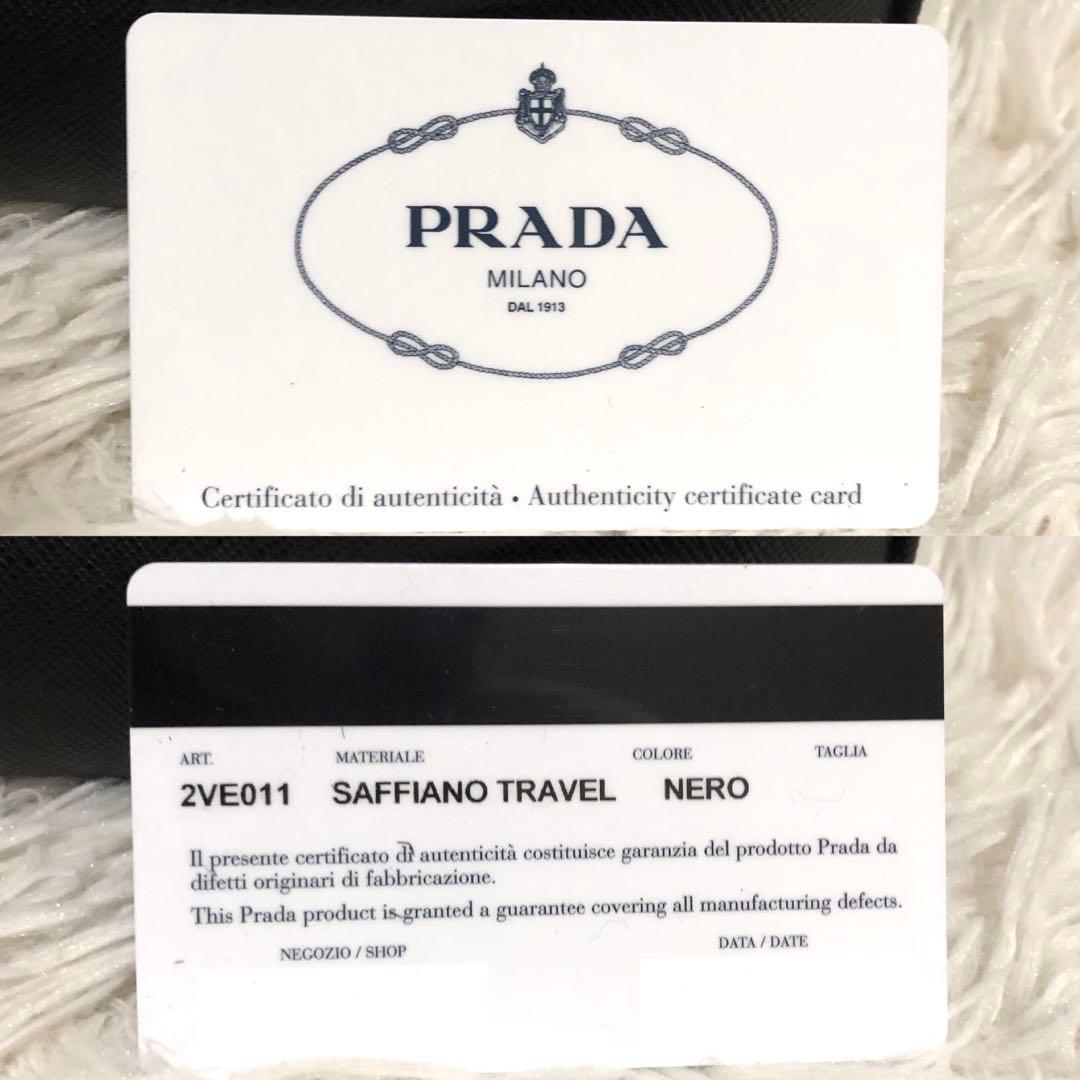 PRADA
MILANO
DAL 1913
Certificato di autenticità • Authenticity certificate card
ART. MATERIALE COLORE TAGLIA
2VE011 SAFFIANO TRAVEL NERO
Il presente certificato di autenticità costituisce garanzia del prodotto Prada da
difetti originari di fabbricazione.
This Prada product is granted a guarantee covering all manufacturing defects.
NEGOZIO / SHOP DATA / DATE